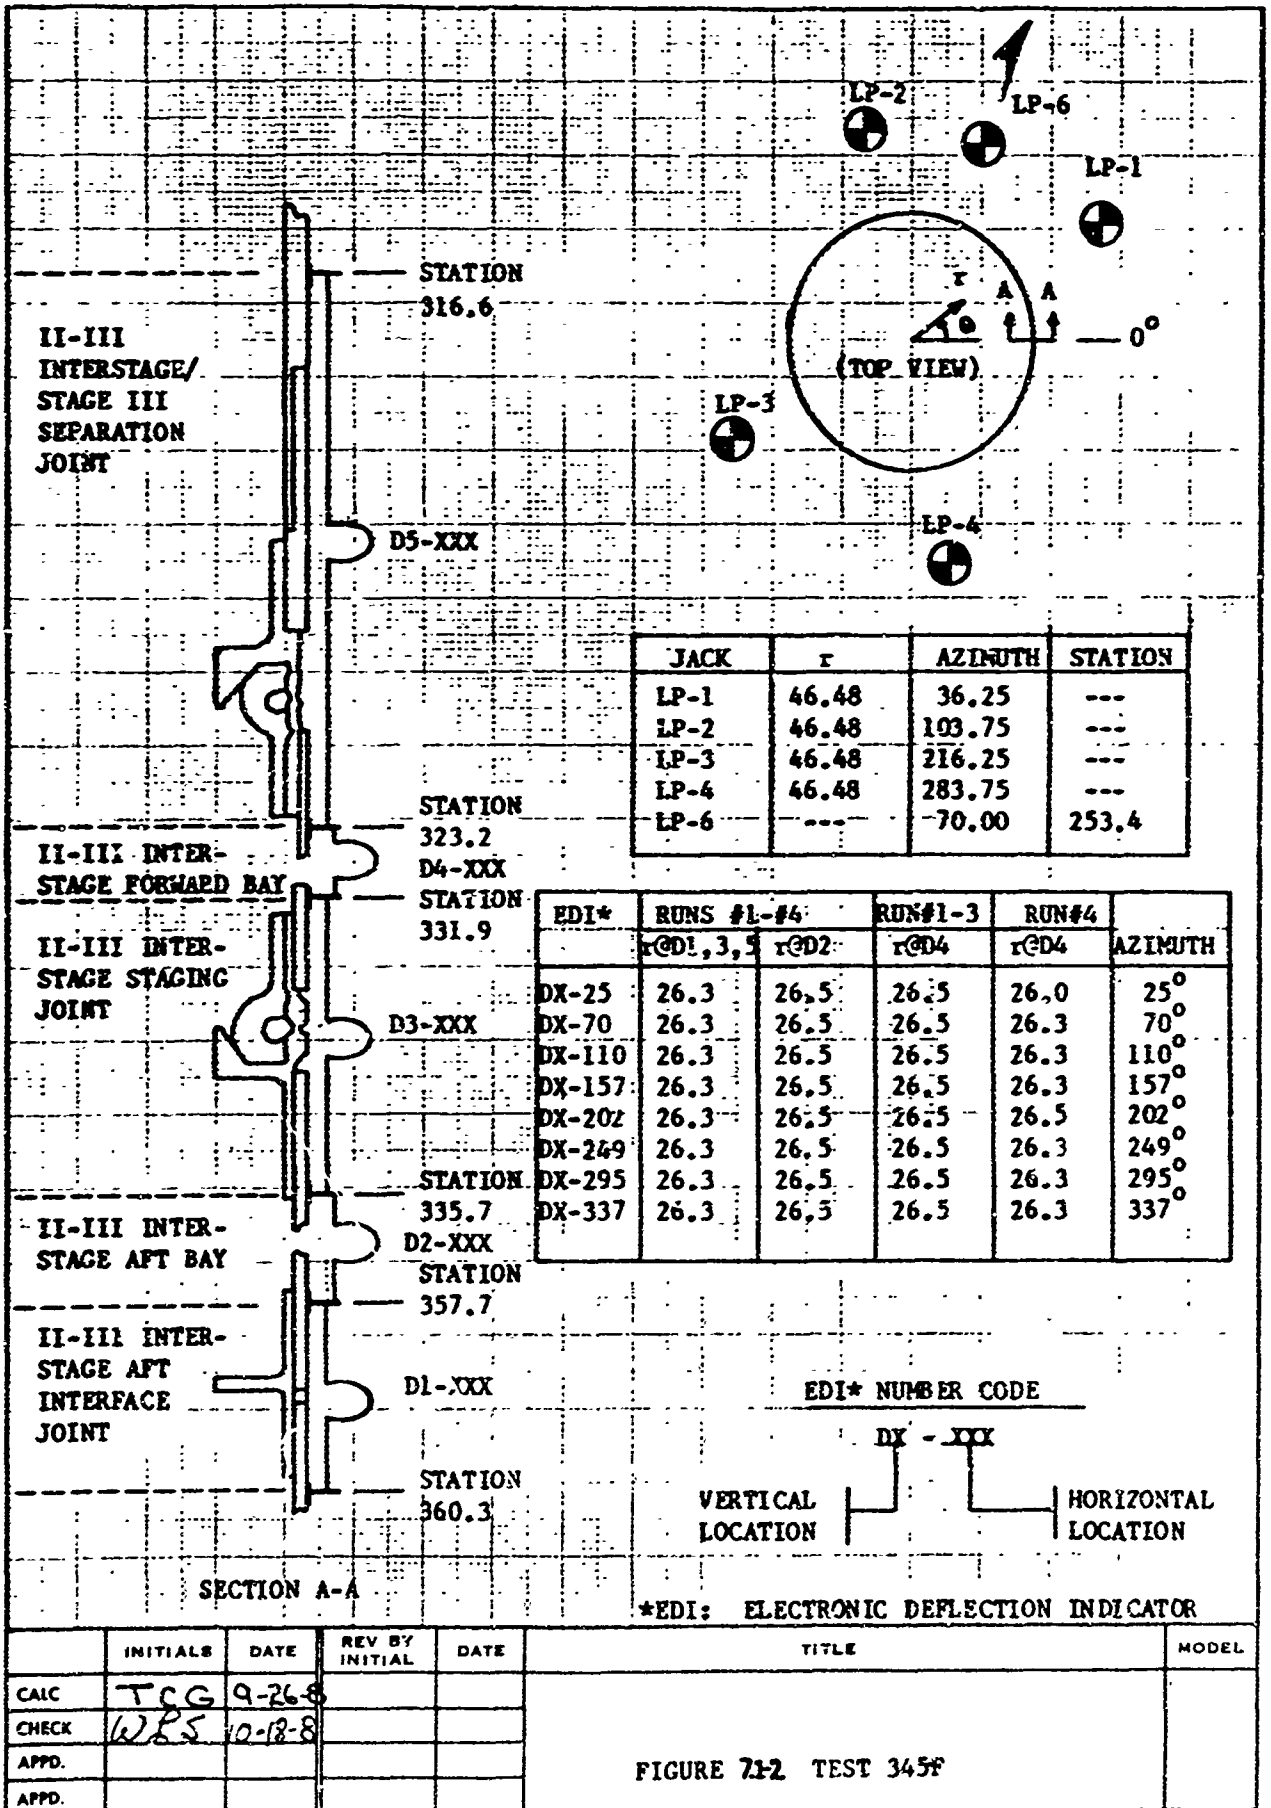 LP-2
LP-6
LP-1
STATION
316.6
r A A
θ
0°
(TOP VIEW)
II-III
INTERSTAGE/
STAGE III
SEPARATION
JOINT
LP-3
LP-4
D5-XXX
JACK r AZIMUTH STATION
LP-1 46.48 36.25 ---
LP-2 46.48 103.75 ---
LP-3 46.48 216.25 ---
LP-4 46.48 283.75 ---
LP-6 --- 70.00 253.4
STATION
323.2
II-III INTER-
STAGE FORWARD BAY
D4-XXX
STATION
331.9
II-III INTER-
STAGE STAGING
JOINT
D3-XXX
EDI* RUNS #1-#4 RUN#1-3 RUN#4
r@D1,3,5 r@D2 r@D4 r@D4 AZIMUTH
DX-25 26.3 26.5 26.5 26.0 25°
DX-70 26.3 26.5 26.5 26.3 70°
DX-110 26.3 26.5 26.5 26.3 110°
DX-157 26.3 26.5 26.5 26.3 157°
DX-202 26.3 26.5 26.5 26.5 202°
DX-249 26.3 26.5 26.5 26.3 249°
DX-295 26.3 26.5 26.5 26.3 295°
DX-337 26.3 26.5 26.5 26.3 337°
STATION
335.7
II-III INTER-
STAGE AFT BAY
D2-XXX
STATION
357.7
II-III INTER-
STAGE AFT
INTERFACE
JOINT
D1-XXX
STATION
360.3
EDI* NUMBER CODE
DX - XXX
VERTICAL
LOCATION
HORIZONTAL
LOCATION
SECTION A-A
*EDI: ELECTRONIC DEFLECTION INDICATOR
INITIALS DATE REV BY INITIAL DATE TITLE MODEL
CALC TCG 9-26-8
CHECK WES 10-18-8
APPD.
APPD.
FIGURE 7.1-2 TEST 345F